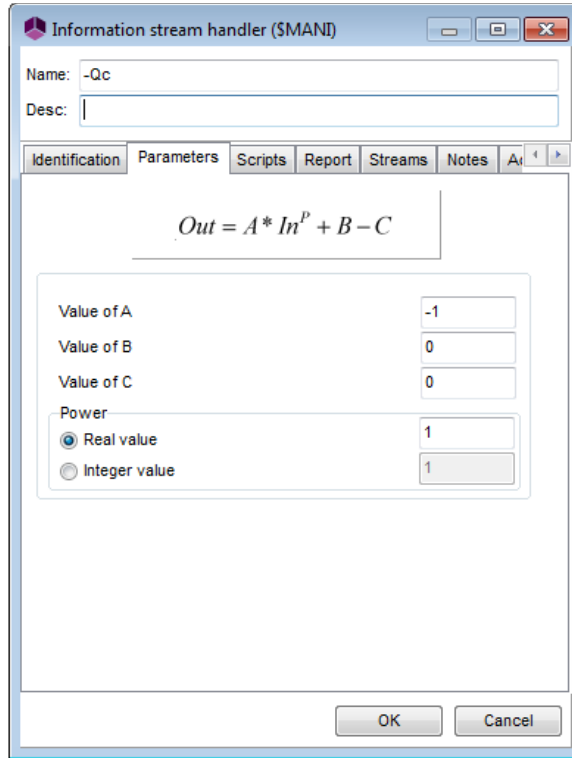 Information stream handler ($MANI)
Name: -Qc
Desc:
Identification Parameters Scripts Report Streams Notes
Out = A * In^P + B − C
Value of A -1
Value of B 0
Value of C 0
Power
Real value 1
Integer value 1
OK Cancel